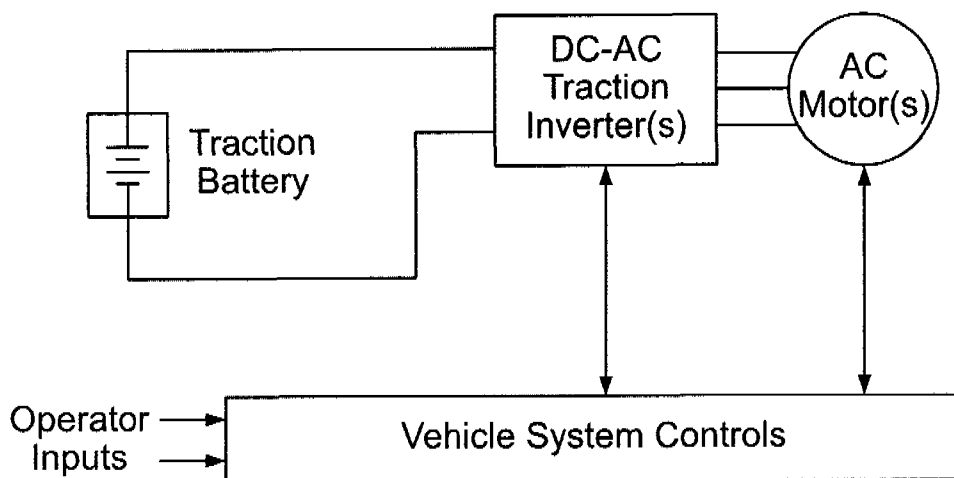 DC-AC
Traction
Inverter(s)
AC
Motor(s)
Traction
Battery
Operator
Inputs
Vehicle System Controls